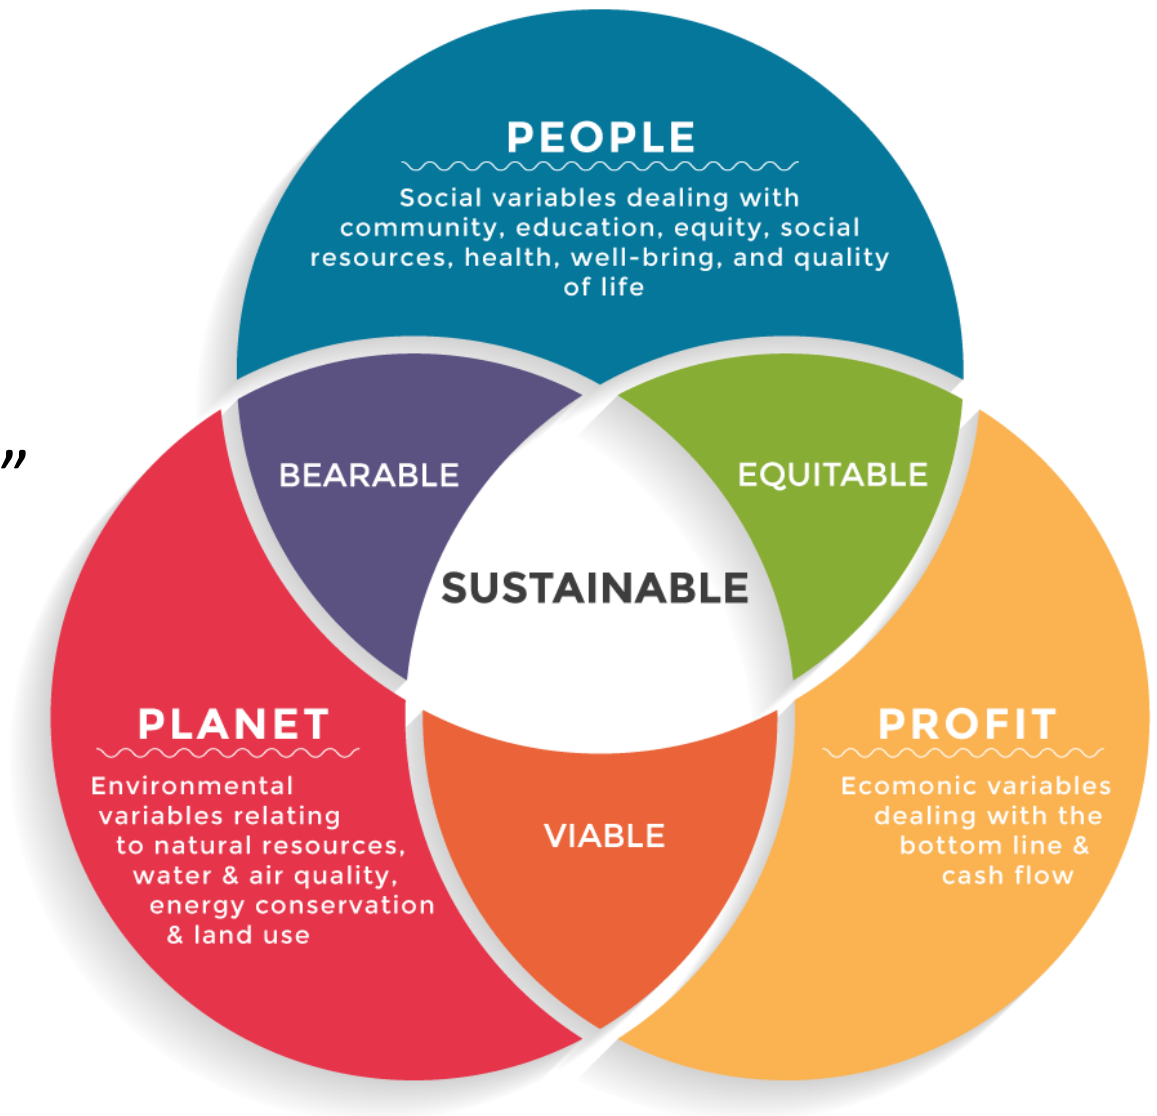 PEOPLE
Social variables dealing with
community, education, equity, social
resources, health, well-bring, and quality
of life
”
BEARABLE
EQUITABLE
SUSTAINABLE
PLANET
Environmental
variables relating
to natural resources,
water & air quality,
energy conservation
& land use
PROFIT
Ecomonic variables
dealing with the
bottom line &
cash flow
VIABLE